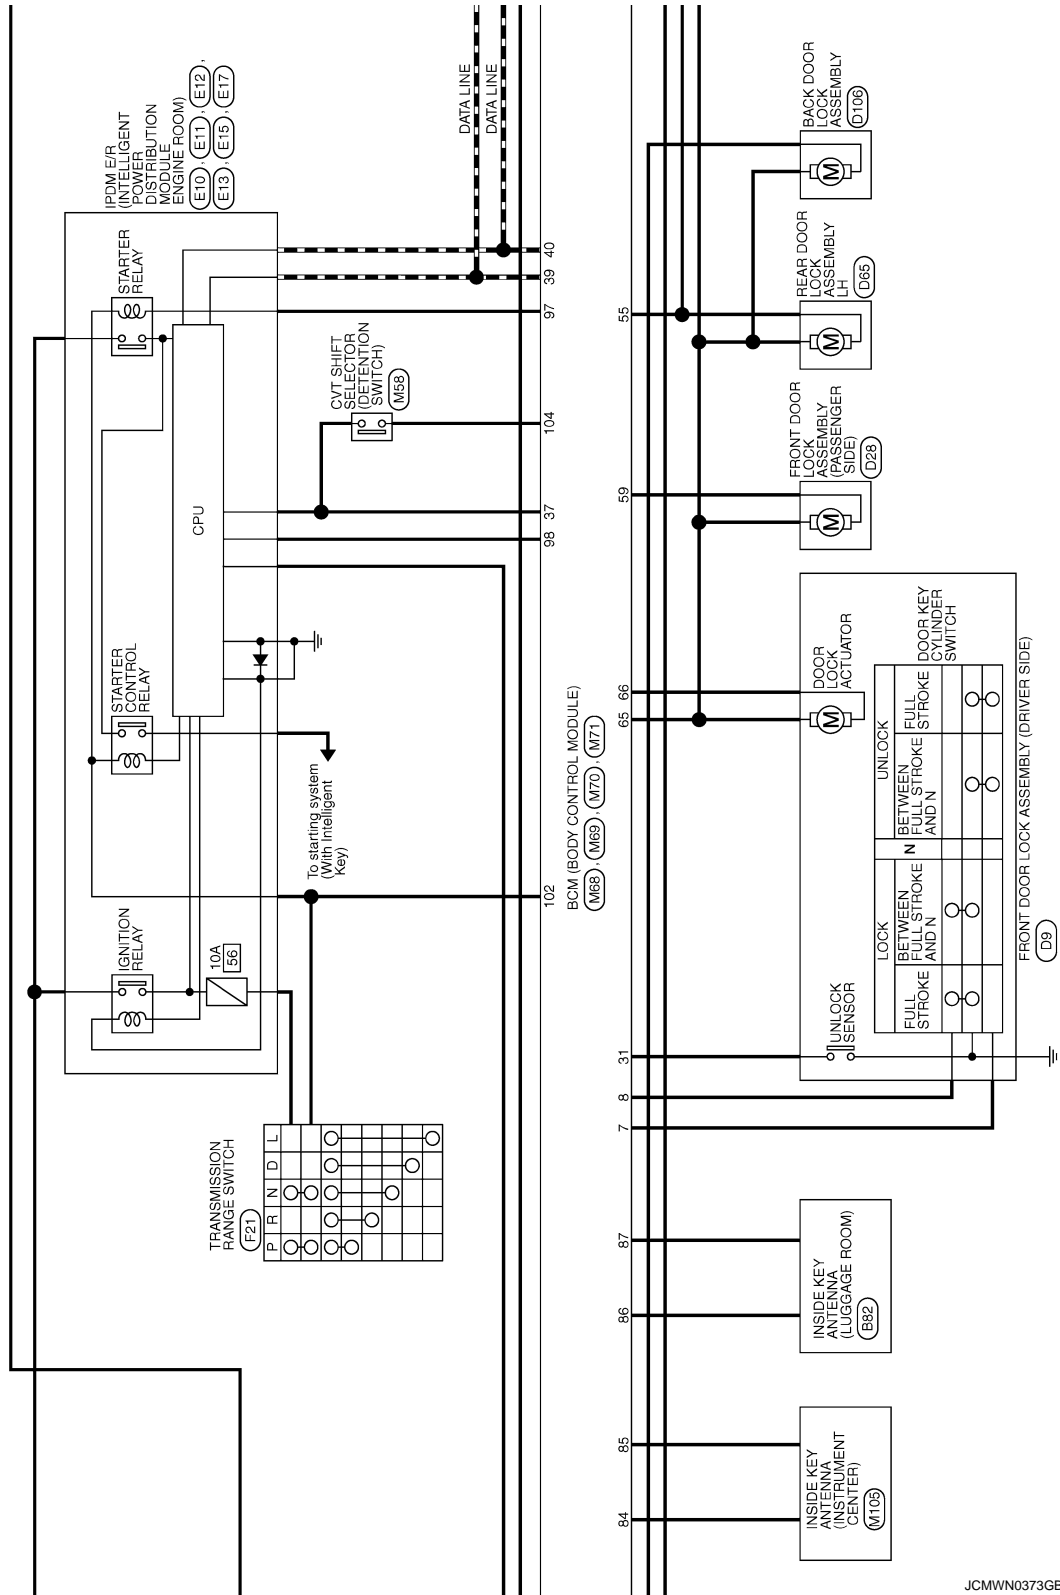 IPDM E/R
(INTELLIGENT
POWER
DISTRIBUTION
MODULE
ENGINE ROOM)
E10 , E11 , E12 ,
E13 , E15 , E17
STARTER
RELAY
CPU
STARTER
CONTROL
RELAY
IGNITION
RELAY
10A
56
To starting system
(With Intelligent
Key)
DATA LINE
DATA LINE
CVT SHIFT
SELECTOR
(DETENTION
SWITCH)
M58
TRANSMISSION
RANGE SWITCH
F21
P R N D L
102
98
37
104
97
39
40
BCM (BODY CONTROL MODULE)
M68 , M69 , M70 , M71
84
85
86
87
7
8
31
65
66
59
55
INSIDE KEY
ANTENNA
(INSTRUMENT
CENTER)
M105
INSIDE KEY
ANTENNA
(LUGGAGE ROOM)
B82
UNLOCK
SENSOR
DOOR
LOCK
ACTUATOR
LOCK
N
UNLOCK
FULL
STROKE
BETWEEN
FULL STROKE
AND N
BETWEEN
FULL STROKE
AND N
FULL
STROKE
DOOR KEY
CYLINDER
SWITCH
FRONT DOOR LOCK ASSEMBLY (DRIVER SIDE)
D9
FRONT DOOR
LOCK
ASSEMBLY
(PASSENGER
SIDE)
D28
M
M
M
M
REAR DOOR
LOCK
ASSEMBLY
LH
D65
BACK DOOR
LOCK
ASSEMBLY
D106
JCMWN0373GE